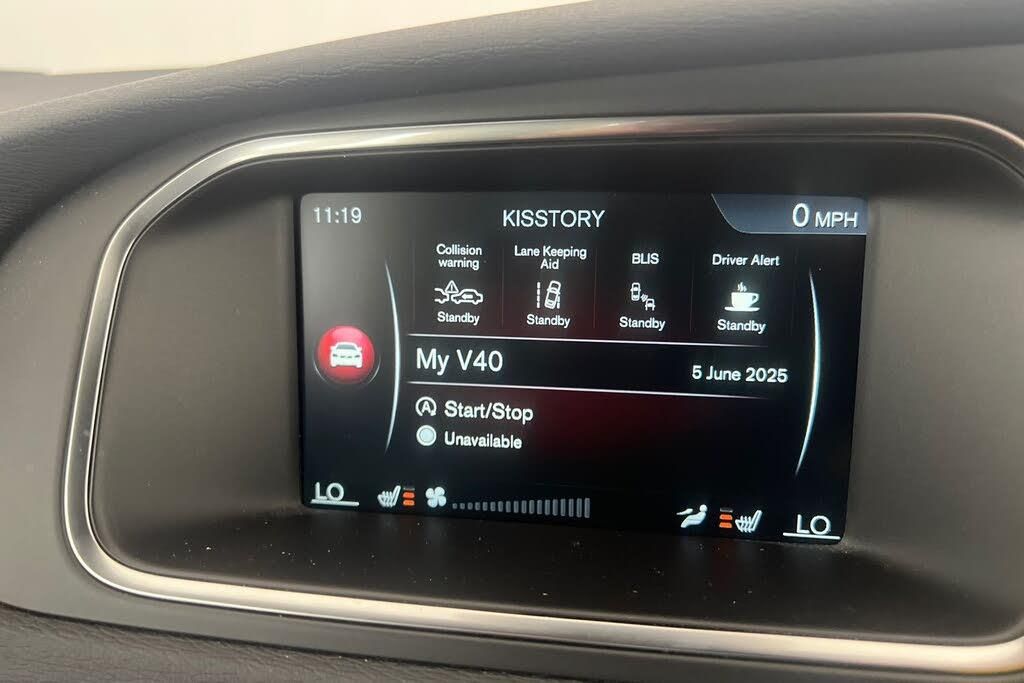 11:19
KISSTORY
0 MPH
Collision
warning
Standby
Lane Keeping
Aid
Standby
BLIS
Standby
Driver Alert
Standby
My V40
5 June 2025
A Start/Stop
Unavailable
LO
LO